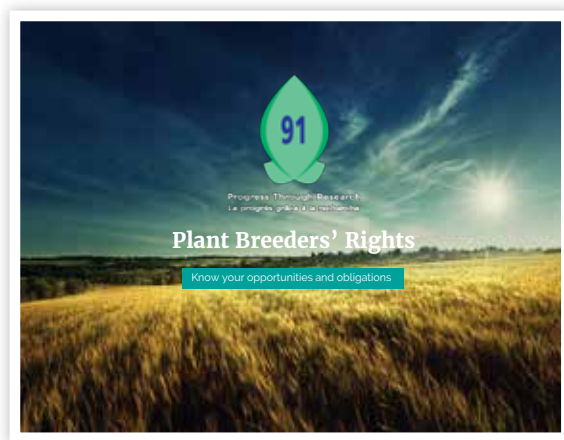 91
Progress Through Research
Le progrès grâce à la recherche
Plant Breeders’ Rights
Know your opportunities and obligations